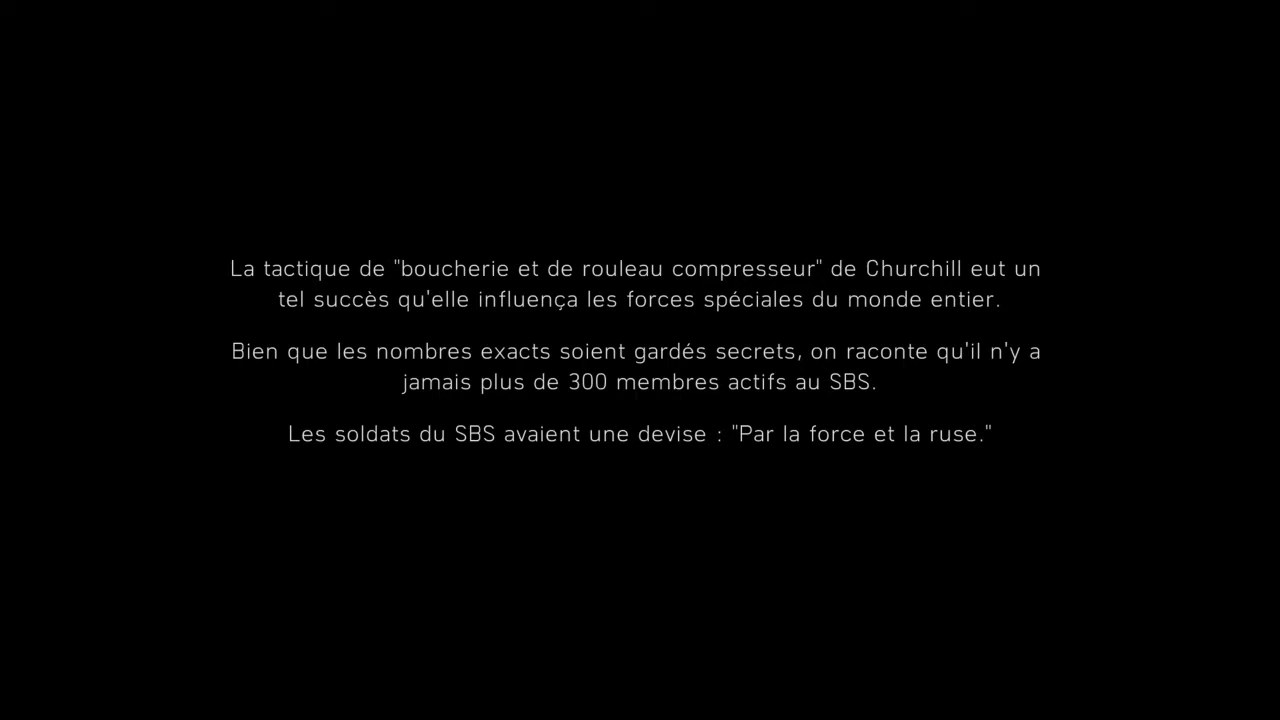 La tactique de "boucherie et de rouleau compresseur" de Churchill eut un
tel succès qu'elle influença les forces spéciales du monde entier.
Bien que les nombres exacts soient gardés secrets, on raconte qu'il n'y a
jamais plus de 300 membres actifs au SBS.
Les soldats du SBS avaient une devise : "Par la force et la ruse."